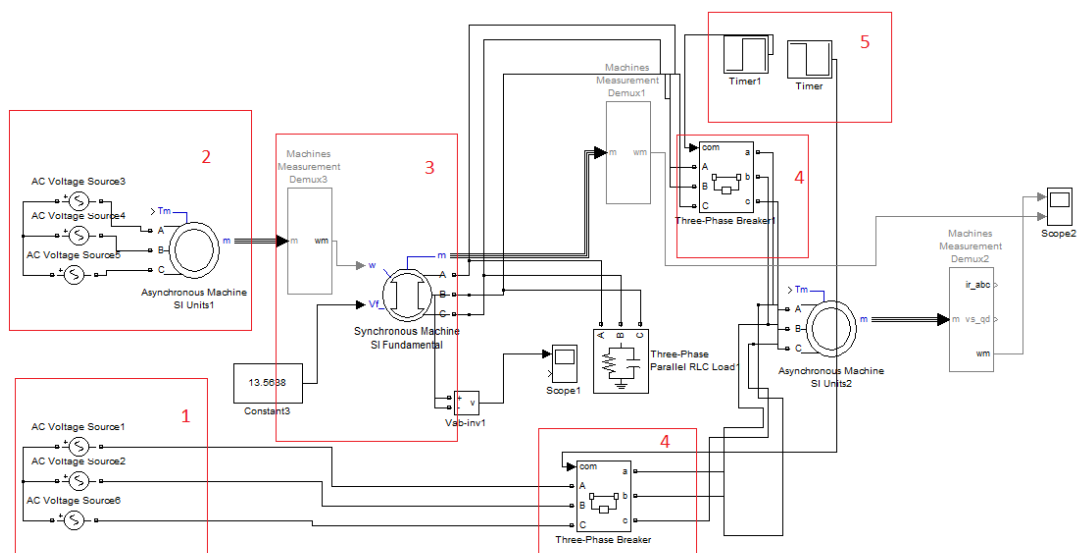 5
Timer1
Timer
Machines
Measurement
Demux1
m
wm
com
A
B
C
a
b
c
4
Three-Phase Breaker1
2
AC Voltage Source3
AC Voltage Source4
AC Voltage Source5
Tm
A
B
C
m
Asynchronous Machine
SI Units1
3
Machines
Measurement
Demux3
m
wm
w
Vf_
m
A
B
C
Synchronous Machine
SI Fundamental
13.5638
Constant3
+
-
v
Vab-inv1
Scope1
A
B
C
Three-Phase
Parallel RLC Load1
Tm
A
B
C
m
Asynchronous Machine
SI Units2
Machines
Measurement
Demux2
m
ir_abc
vs_qd
wm
Scope2
1
AC Voltage Source1
AC Voltage Source2
AC Voltage Source6
4
com
A
B
C
a
b
c
Three-Phase Breaker